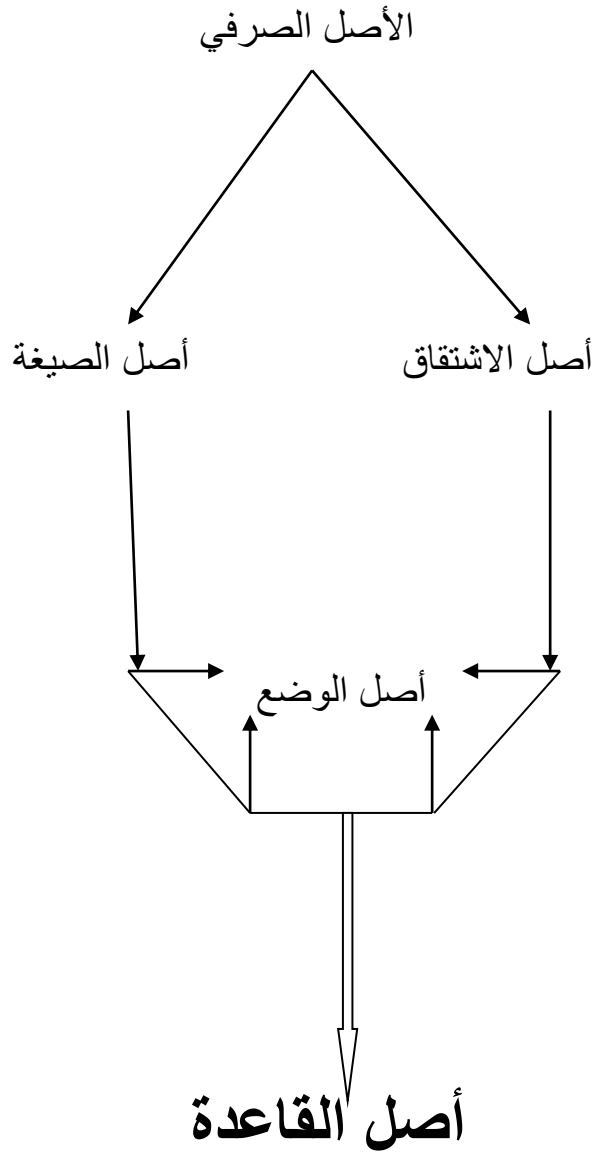 الأصل الصرفي
أصل الاشتقاق
أصل الصيغة
أصل الوضع
أصل القاعدة